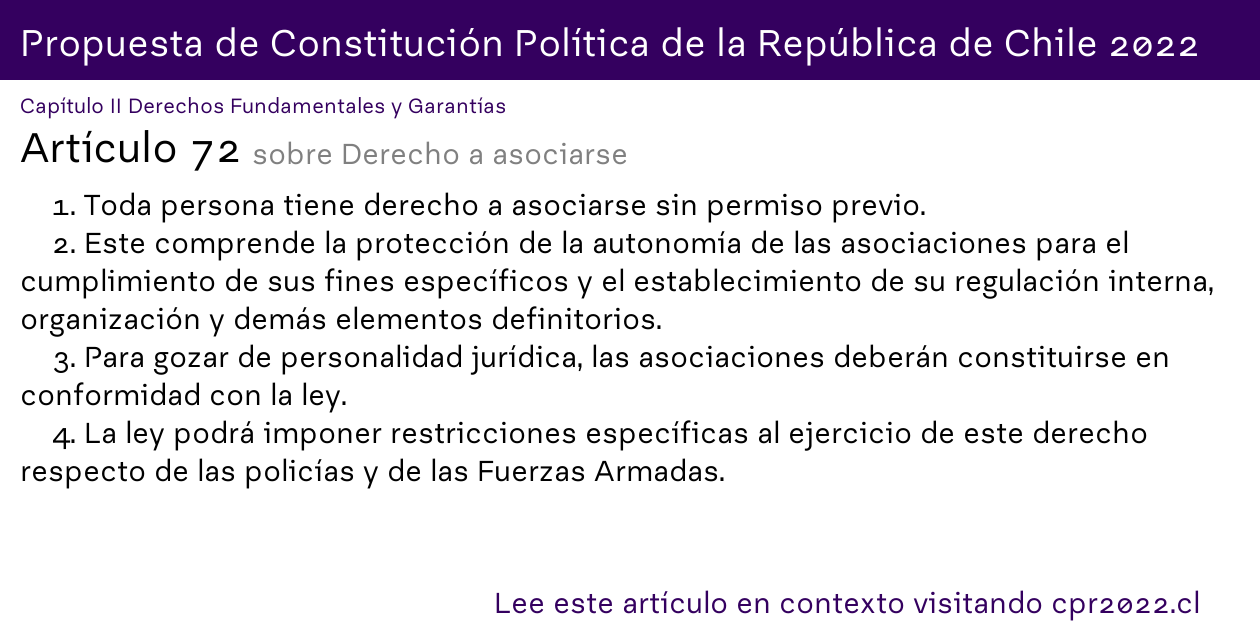 Propuesta de Constitución Política de la República de Chile 2022
Capítulo II Derechos Fundamentales y Garantías
Artículo 72 sobre Derecho a asociarse
1. Toda persona tiene derecho a asociarse sin permiso previo.
2. Este comprende la protección de la autonomía de las asociaciones para el
cumplimiento de sus fines específicos y el establecimiento de su regulación interna,
organización y demás elementos definitorios.
3. Para gozar de personalidad jurídica, las asociaciones deberán constituirse en
conformidad con la ley.
4. La ley podrá imponer restricciones específicas al ejercicio de este derecho
respecto de las policías y de las Fuerzas Armadas.
Lee este artículo en contexto visitando cpr2022.cl